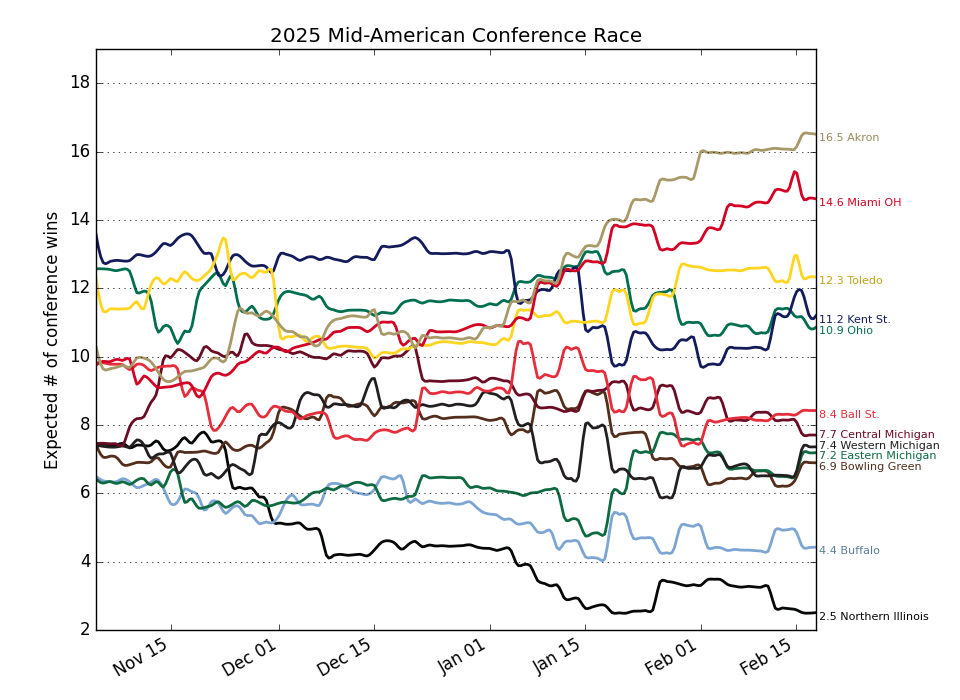 2025 Mid-American Conference Race
Expected # of conference wins
18
16
14
12
10
8
6
4
2
16.5 Akron
14.6 Miami OH
12.3 Toledo
11.2 Kent St.
10.9 Ohio
8.4 Ball St.
7.7 Central Michigan
7.4 Western Michigan
7.2 Eastern Michigan
6.9 Bowling Green
4.4 Buffalo
2.5 Northern Illinois
Nov 15
Dec 01
Dec 15
Jan 01
Jan 15
Feb 01
Feb 15